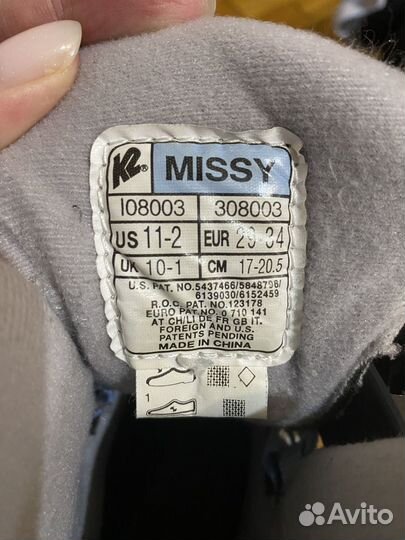 K2® MISSY
I08003 308003
US 11-2 EUR 29-34
UK 10-1 CM 17-20.5
U.S. PAT. NO. 5437466/5848796/
6139030/6152459
R.O.C. PAT NO.123178
EURO PAT NO. 0 710 141
AT CH/LI DE FR GB IT.
FOREIGN AND U.S.
PATENTS PENDING
MADE IN CHINA
1
Avito